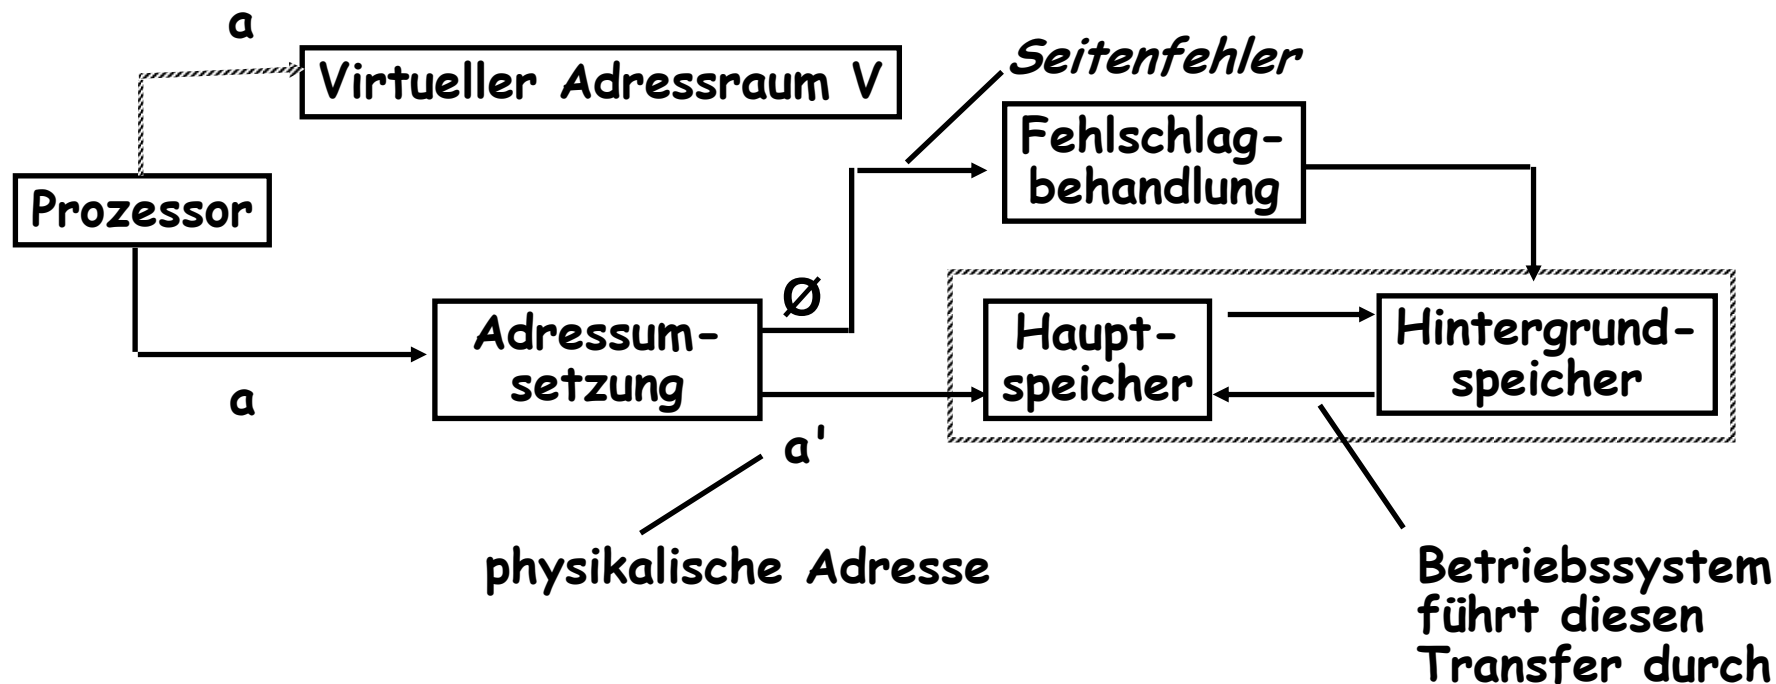 a
Virtueller Adressraum V
Seitenfehler
Fehlschlag-
behandlung
Prozessor
Ø
Adressum-
setzung
Haupt-
speicher
Hintergrund-
speicher
a
a'
physikalische Adresse
Betriebssystem
führt diesen
Transfer durch